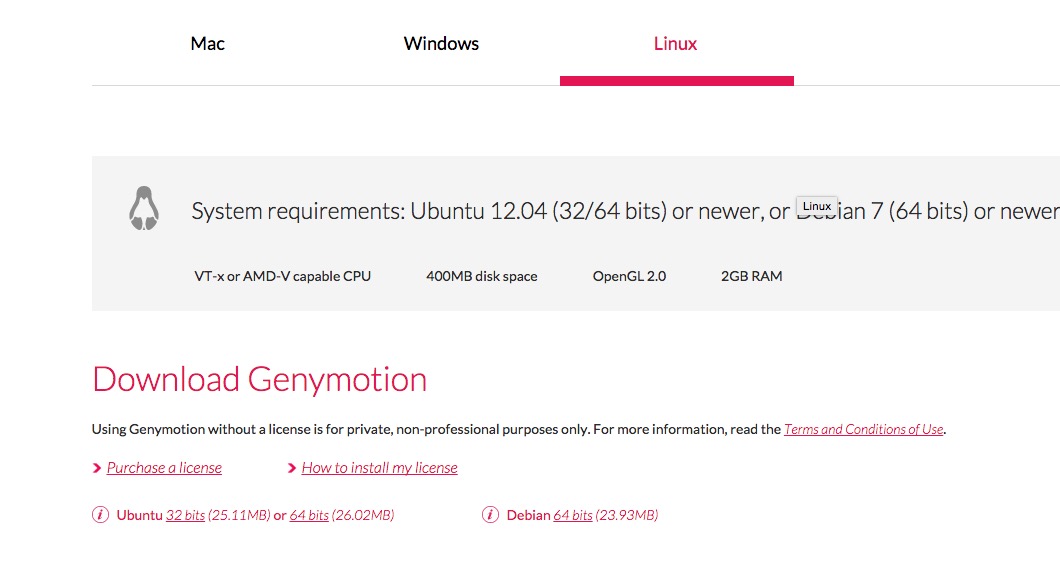 Mac Windows Linux
System requirements: Ubuntu 12.04 (32/64 bits) or newer, or Debian 7 (64 bits) or newer
Linux
VT-x or AMD-V capable CPU 400MB disk space OpenGL 2.0 2GB RAM
Download Genymotion
Using Genymotion without a license is for private, non-professional purposes only. For more information, read the Terms and Conditions of Use.
Purchase a license How to install my license
i Ubuntu 32 bits (25.11MB) or 64 bits (26.02MB) i Debian 64 bits (23.93MB)